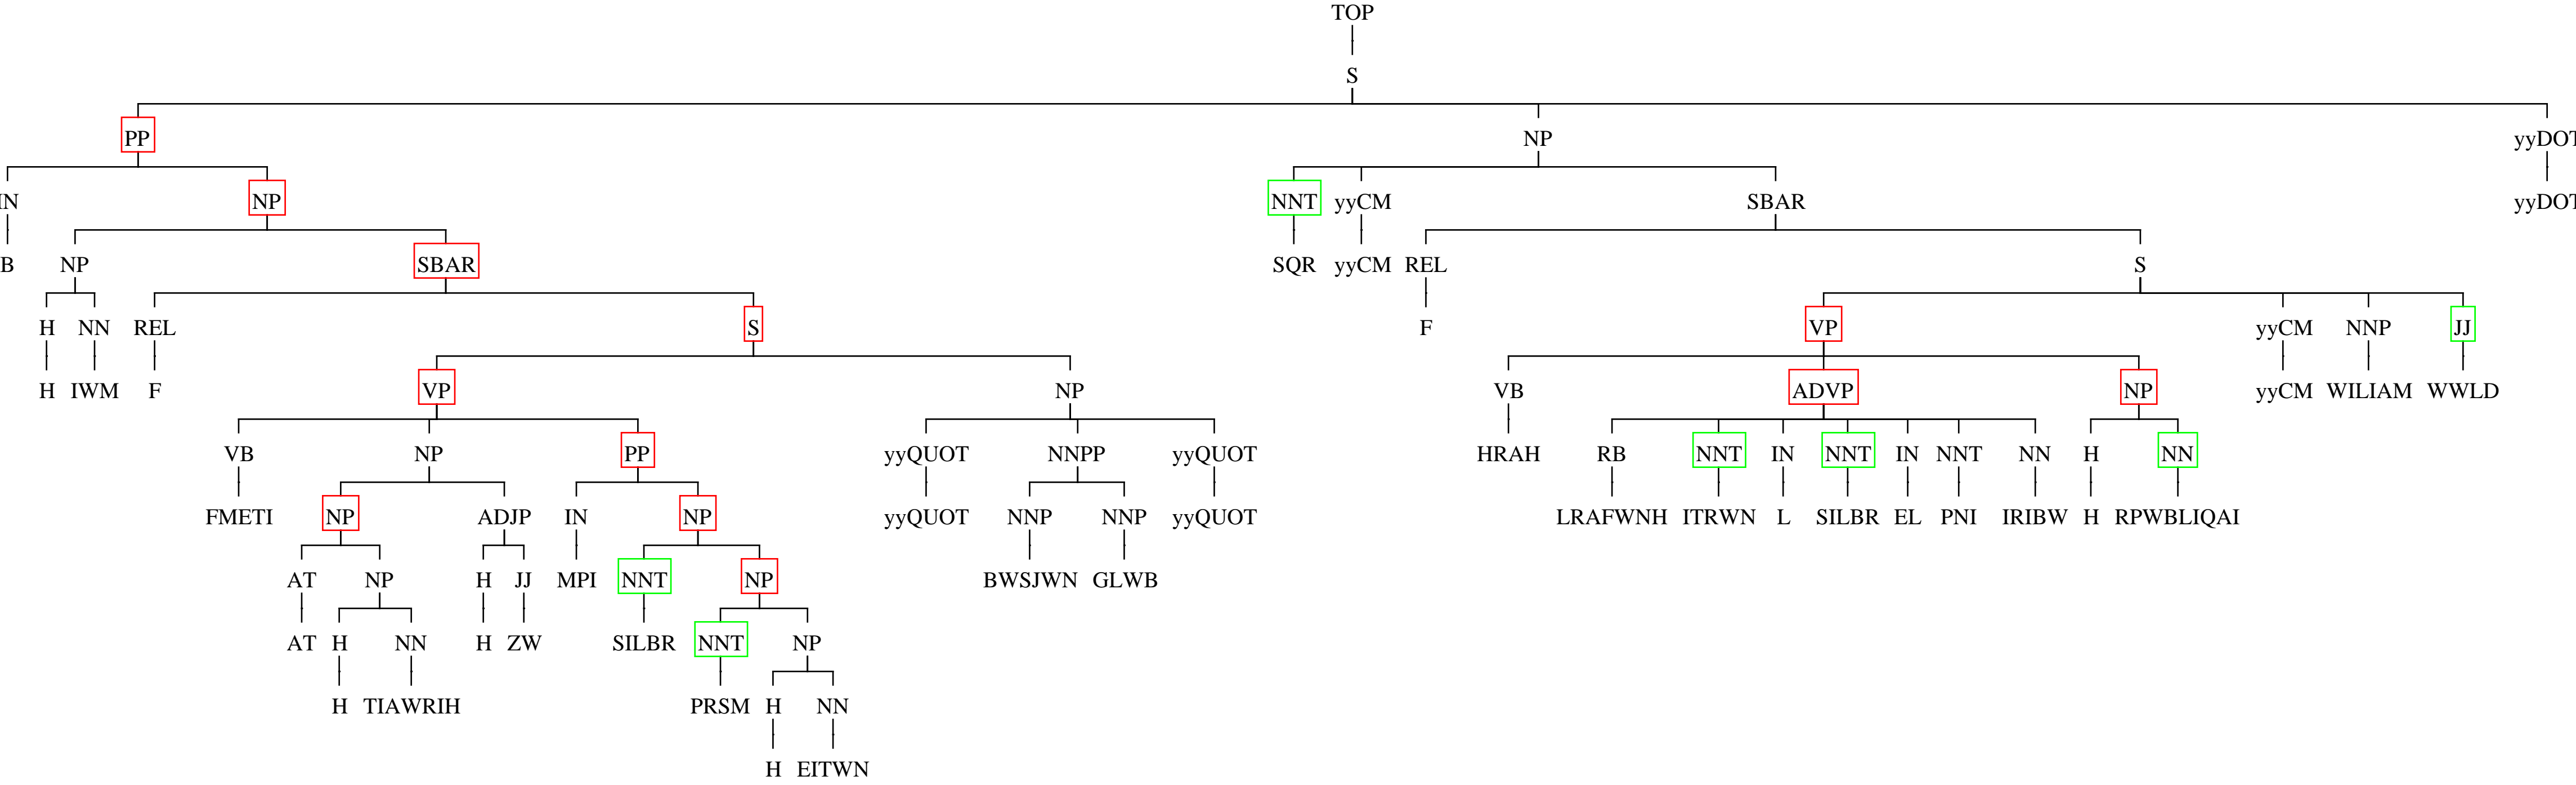 TOP
S
PP NP yyDOT
IN NP NNT yyCM SBAR yyDOT
B NP SBAR SQR yyCM REL S
H NN REL S F VP yyCM NNP JJ
H IWM F VP NP VB ADVP NP yyCM WILIAM WWLD
VB NP PP yyQUOT NNPP yyQUOT HRAH RB NNT IN NNT IN NNT NN H NN
FMETI NP ADJP IN NP yyQUOT NNP NNP yyQUOT LRAFWNH ITRWN L SILBR EL PNI IRIBW H RPWBLIQAI
AT NP H JJ MPI NNT NP BWSJWN GLWB
AT H NN H ZW SILBR NNT NP
H TIAWRIH PRSM H NN
H EITWN